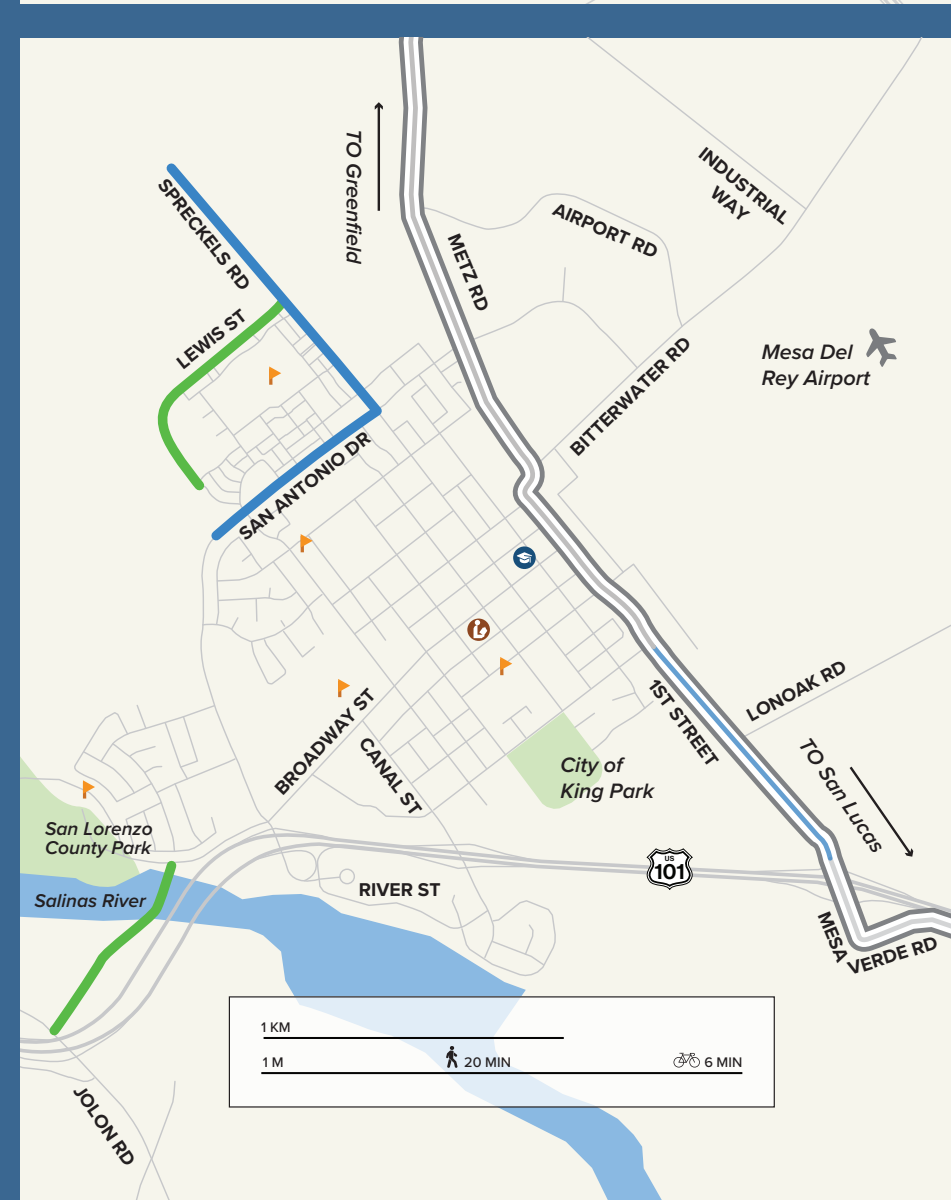 INDUSTRIAL
WAY
TO Greenfield
SPRECKELS RD
AIRPORT RD
METZ RD
LEWIS ST
BITTERWATER RD
Mesa Del
Rey Airport
SAN ANTONIO DR
LONOAK RD
1ST STREET
BROADWAY ST
CANAL ST
City of
King Park
TO San Lucas
San Lorenzo
County Park
US
101
RIVER ST
Salinas River
MESA
VERDE RD
1 KM
1 M
20 MIN
6 MIN
JOLON RD